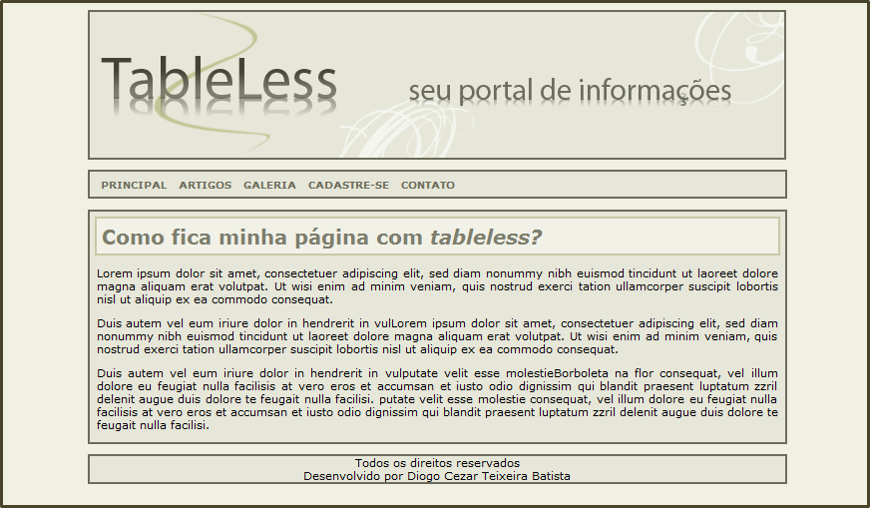 TableLess
seu portal de informações
PRINCIPAL ARTIGOS GALERIA CADASTRE-SE CONTATO
Como fica minha página com tableless?
Lorem ipsum dolor sit amet, consectetuer adipiscing elit, sed diam nonummy nibh euismod tincidunt ut laoreet dolore
magna aliquam erat volutpat. Ut wisi enim ad minim veniam, quis nostrud exerci tation ullamcorper suscipit lobortis
nisl ut aliquip ex ea commodo consequat.
Duis autem vel eum iriure dolor in hendrerit in vulLorem ipsum dolor sit amet, consectetuer adipiscing elit, sed diam
nonummy nibh euismod tincidunt ut laoreet dolore magna aliquam erat volutpat. Ut wisi enim ad minim veniam, quis
nostrud exerci tation ullamcorper suscipit lobortis nisl ut aliquip ex ea commodo consequat.
Duis autem vel eum iriure dolor in hendrerit in vulputate velit esse molestieBorboleta na flor consequat, vel illum
dolore eu feugiat nulla facilisis at vero eros et accumsan et iusto odio dignissim qui blandit praesent luptatum zzril
delenit augue duis dolore te feugait nulla facilisi. putate velit esse molestie consequat, vel illum dolore eu feugiat nulla
facilisis at vero eros et accumsan et iusto odio dignissim qui blandit praesent luptatum zzril delenit augue duis dolore te
feugait nulla facilisi.
Todos os direitos reservados
Desenvolvido por Diogo Cezar Teixeira Batista